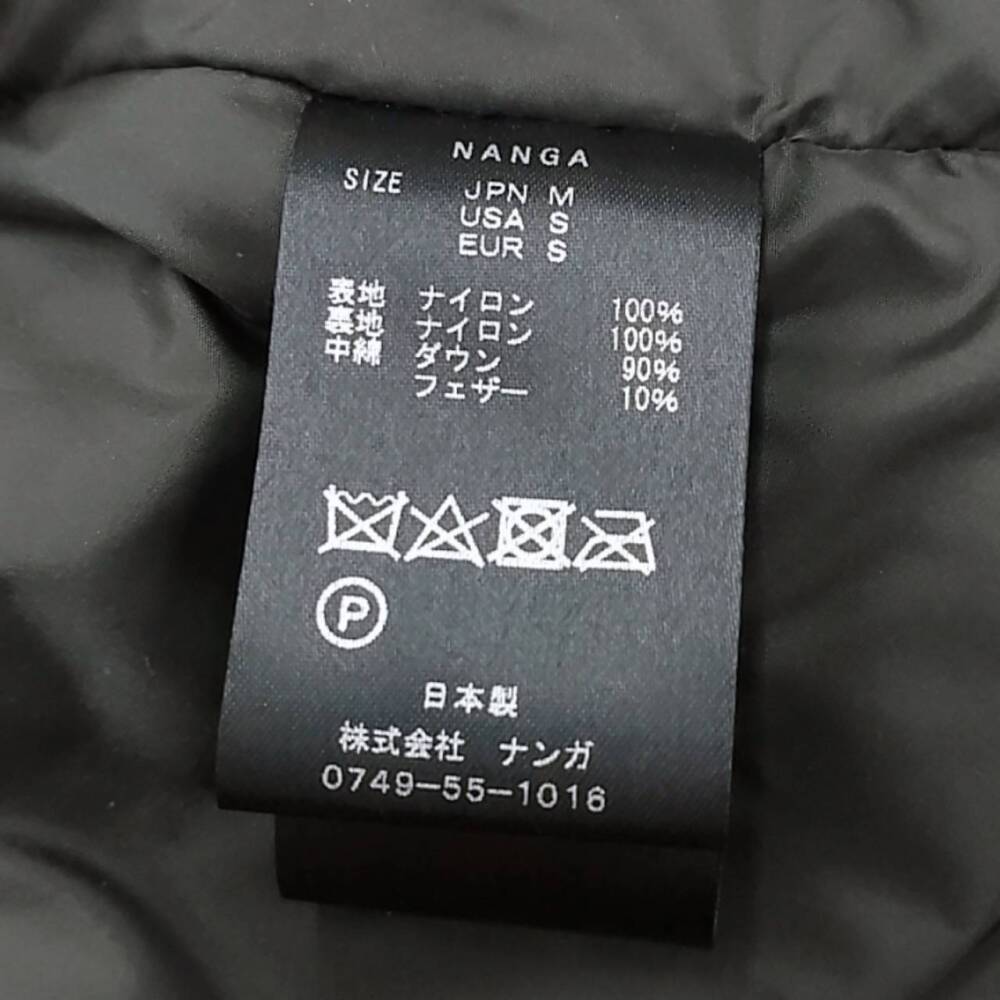 NANGA
SIZE JPN M
USA S
EUR S
表地 ナイロン 100%
裏地 ナイロン 100%
中綿 ダウン 90%
フェザー 10%
P
日本製
株式会社 ナンガ
0749-55-1016